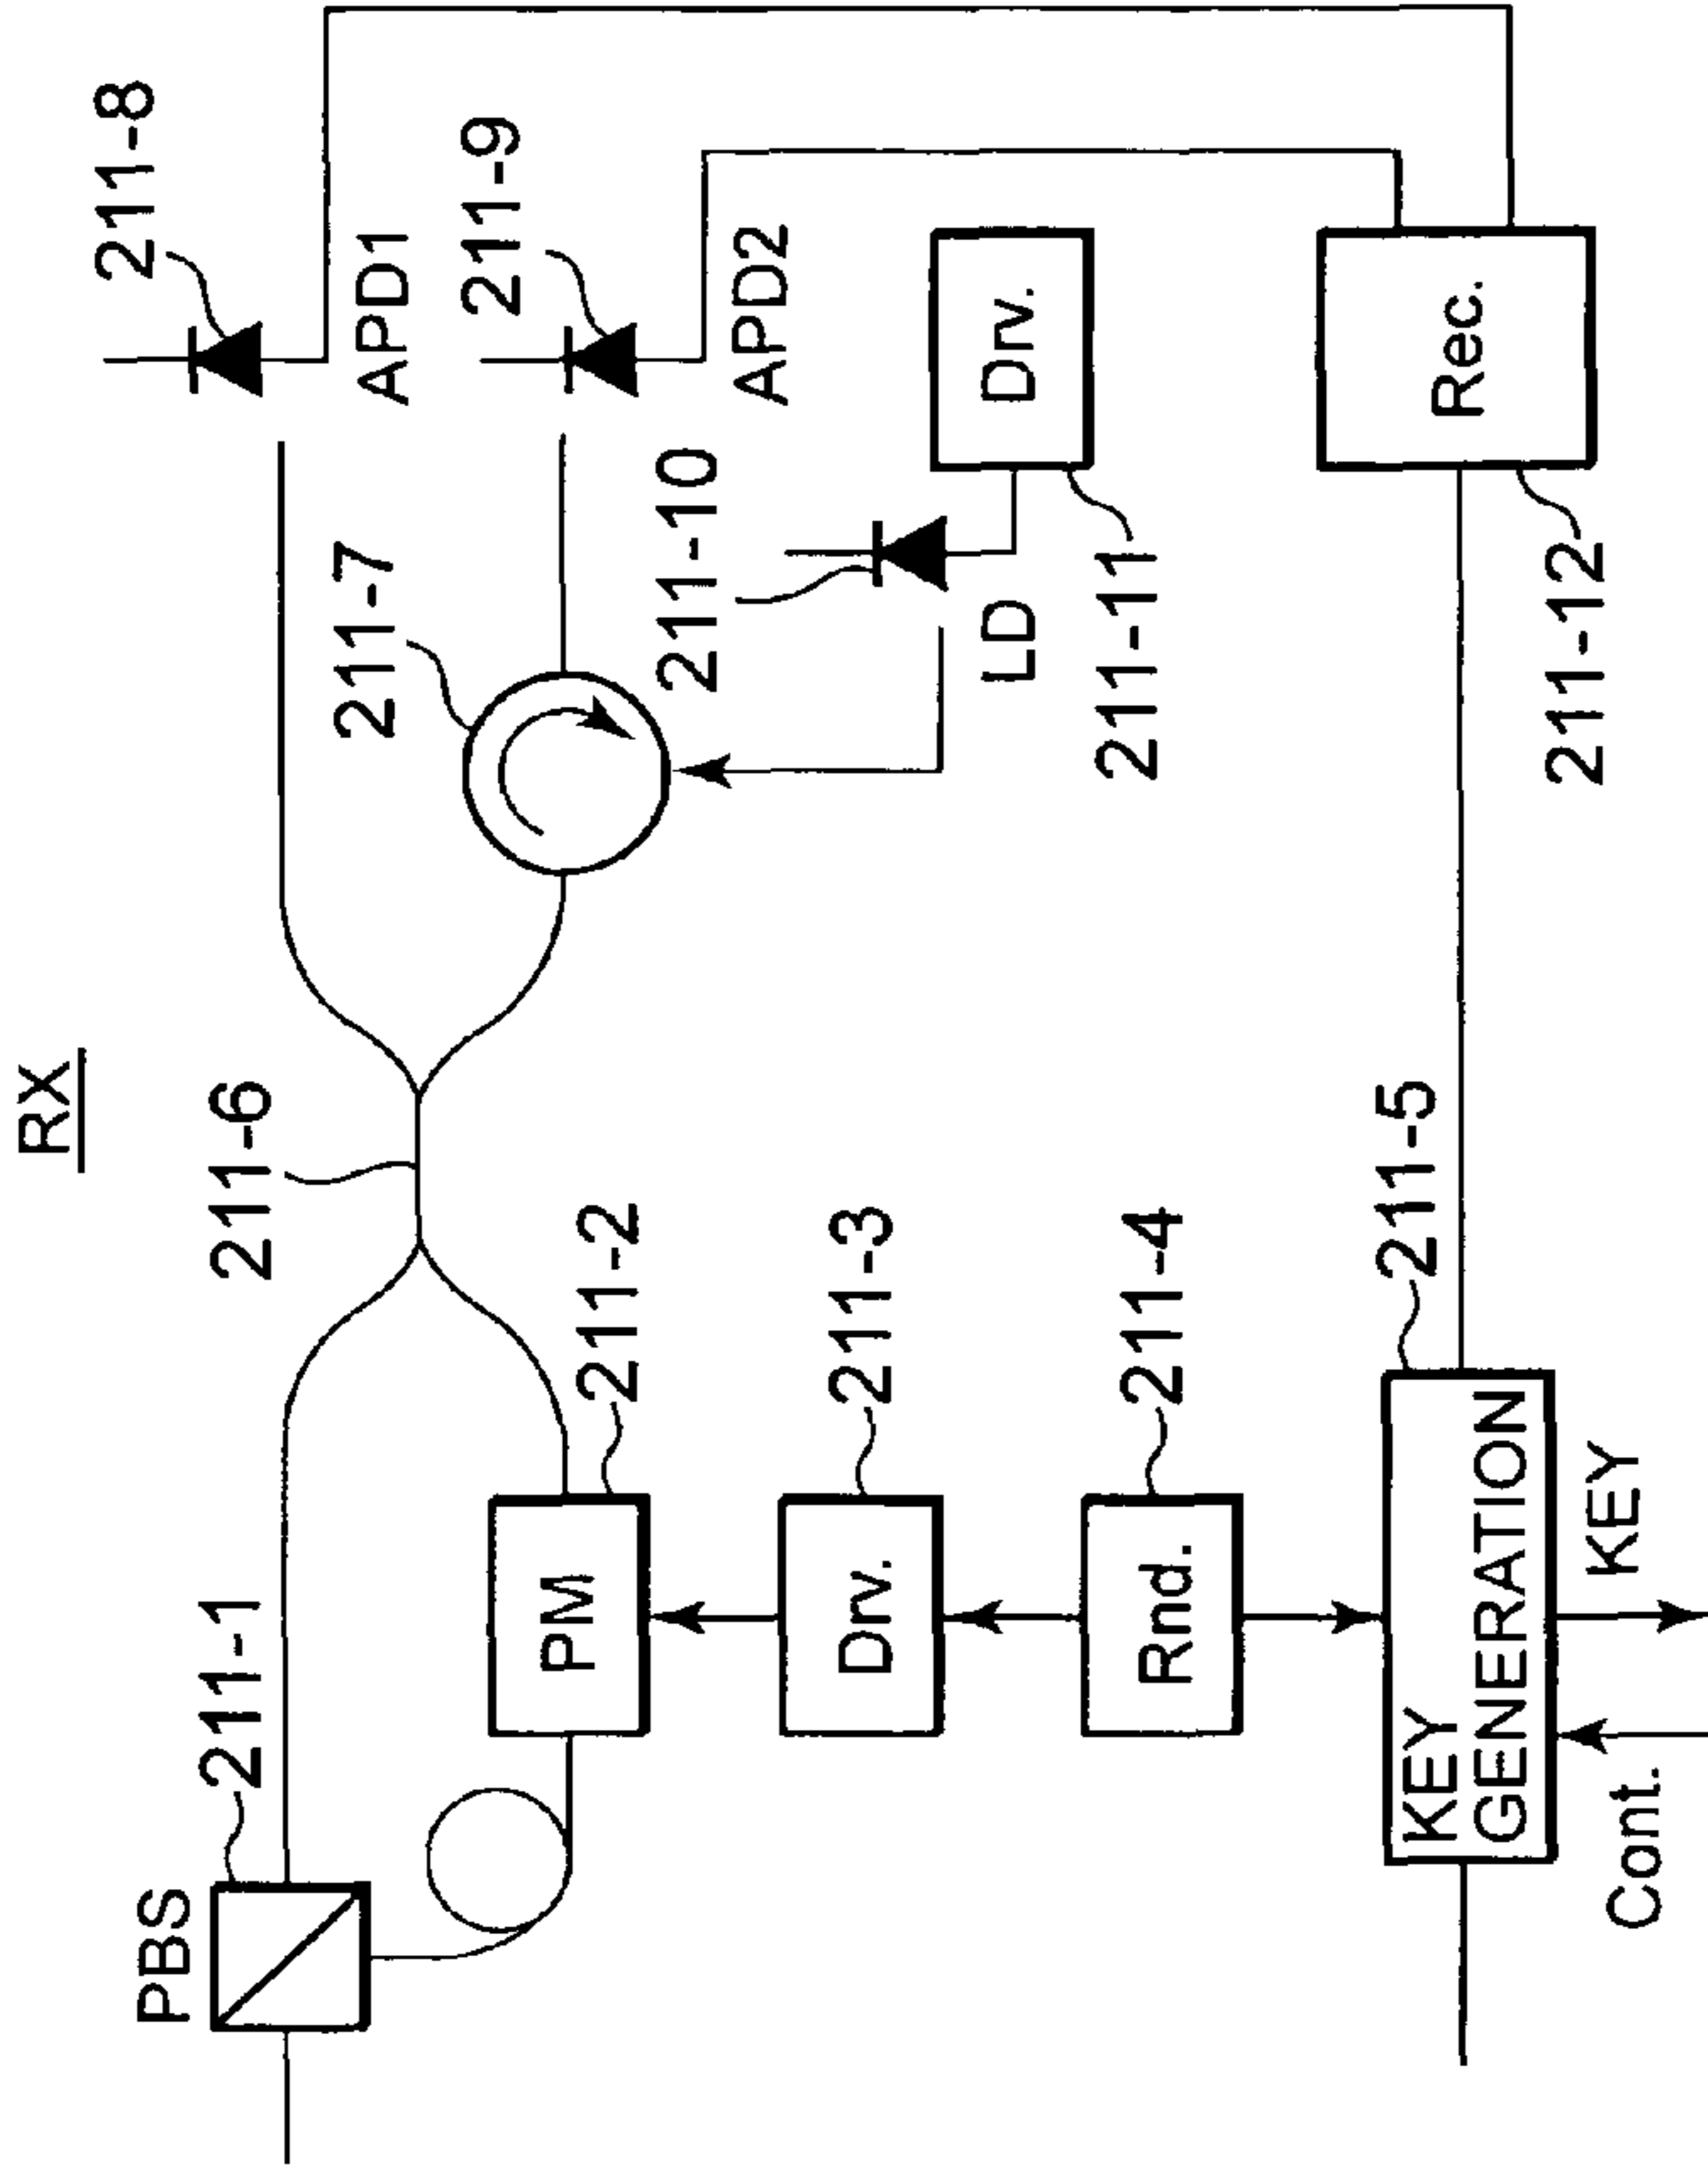 RX
PBS
211-1
211-6
211-7
211-8
APD1
211-9
APD2
PM
211-2
211-10
LD
Drv.
211-11
Drv.
211-3
Rnd.
211-4
KEY
GENERATION
211-5
Rec.
211-12
Cont.
KEY